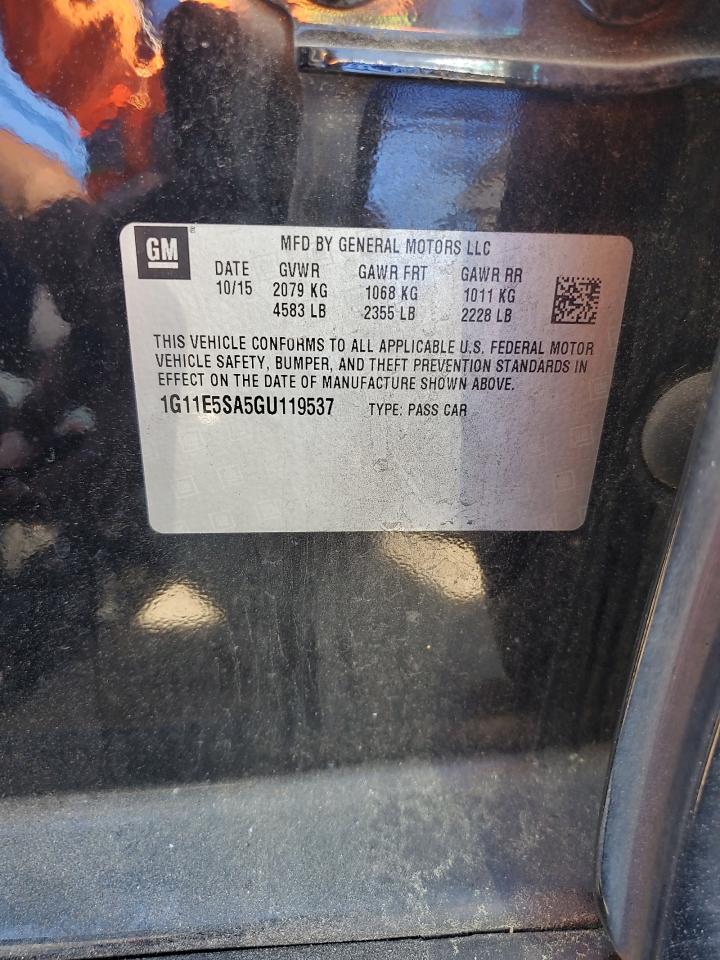 GM
MFD BY GENERAL MOTORS LLC
DATE GVWR GAWR FRT GAWR RR
10/15 2079 KG 1068 KG 1011 KG
4583 LB 2355 LB 2228 LB
THIS VEHICLE CONFORMS TO ALL APPLICABLE U.S. FEDERAL MOTOR
VEHICLE SAFETY, BUMPER, AND THEFT PREVENTION STANDARDS IN
EFFECT ON THE DATE OF MANUFACTURE SHOWN ABOVE.
1G11E5SA5GU119537 TYPE: PASS CAR